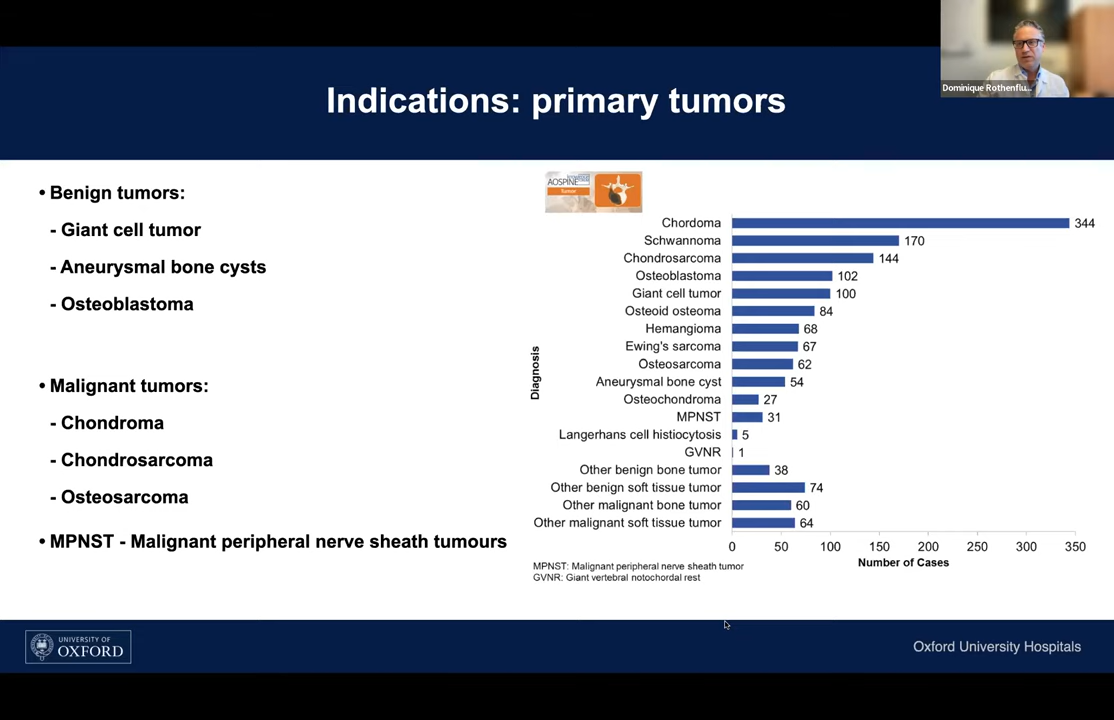 Dominique Rothenflu...
Indications: primary tumors
• Benign tumors:
- Giant cell tumor
- Aneurysmal bone cysts
- Osteoblastoma
• Malignant tumors:
- Chondroma
- Chondrosarcoma
- Osteosarcoma
• MPNST - Malignant peripheral nerve sheath tumours
AOSPINE
Tumor
Diagnosis
Chordoma 344
Schwannoma 170
Chondrosarcoma 144
Osteoblastoma 102
Giant cell tumor 100
Osteoid osteoma 84
Hemangioma 68
Ewing's sarcoma 67
Osteosarcoma 62
Aneurysmal bone cyst 54
Osteochondroma 27
MPNST 31
Langerhans cell histiocytosis 5
GVNR 1
Other benign bone tumor 38
Other benign soft tissue tumor 74
Other malignant bone tumor 60
Other malignant soft tissue tumor 64
0 50 100 150 200 250 300 350
Number of Cases
MPNST: Malignant peripheral nerve sheath tumor
GVNR: Giant vertebral notochordal rest
UNIVERSITY OF
OXFORD
Oxford University Hospitals